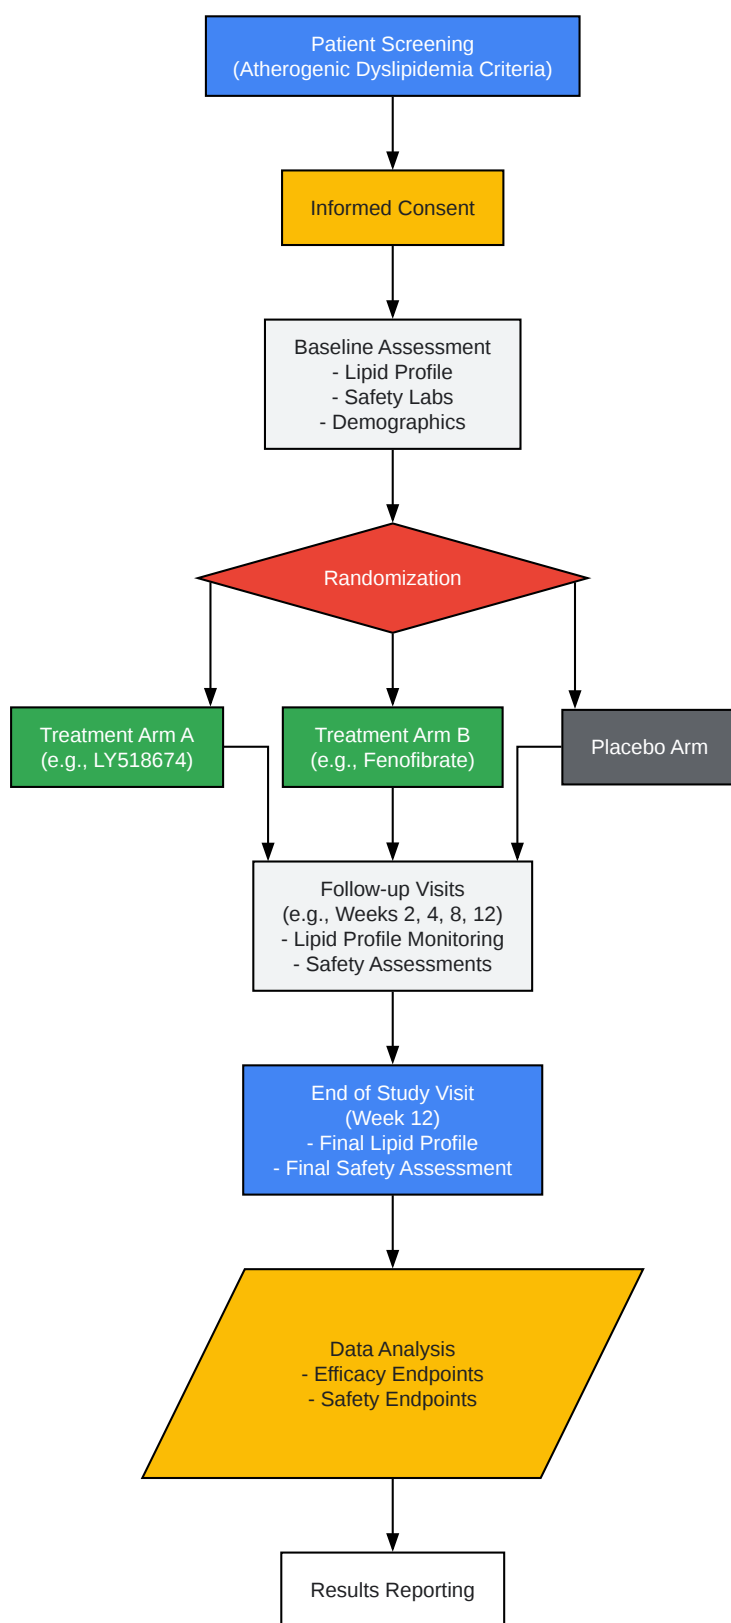 Patient Screening
(Atherogenic Dyslipidemia Criteria)
Informed Consent
Baseline Assessment
- Lipid Profile
- Safety Labs
- Demographics
Randomization
Treatment Arm A
(e.g., LY518674)
Treatment Arm B
(e.g., Fenofibrate)
Placebo Arm
Follow-up Visits
(e.g., Weeks 2, 4, 8, 12)
- Lipid Profile Monitoring
- Safety Assessments
End of Study Visit
(Week 12)
- Final Lipid Profile
- Final Safety Assessment
Data Analysis
- Efficacy Endpoints
- Safety Endpoints
Results Reporting